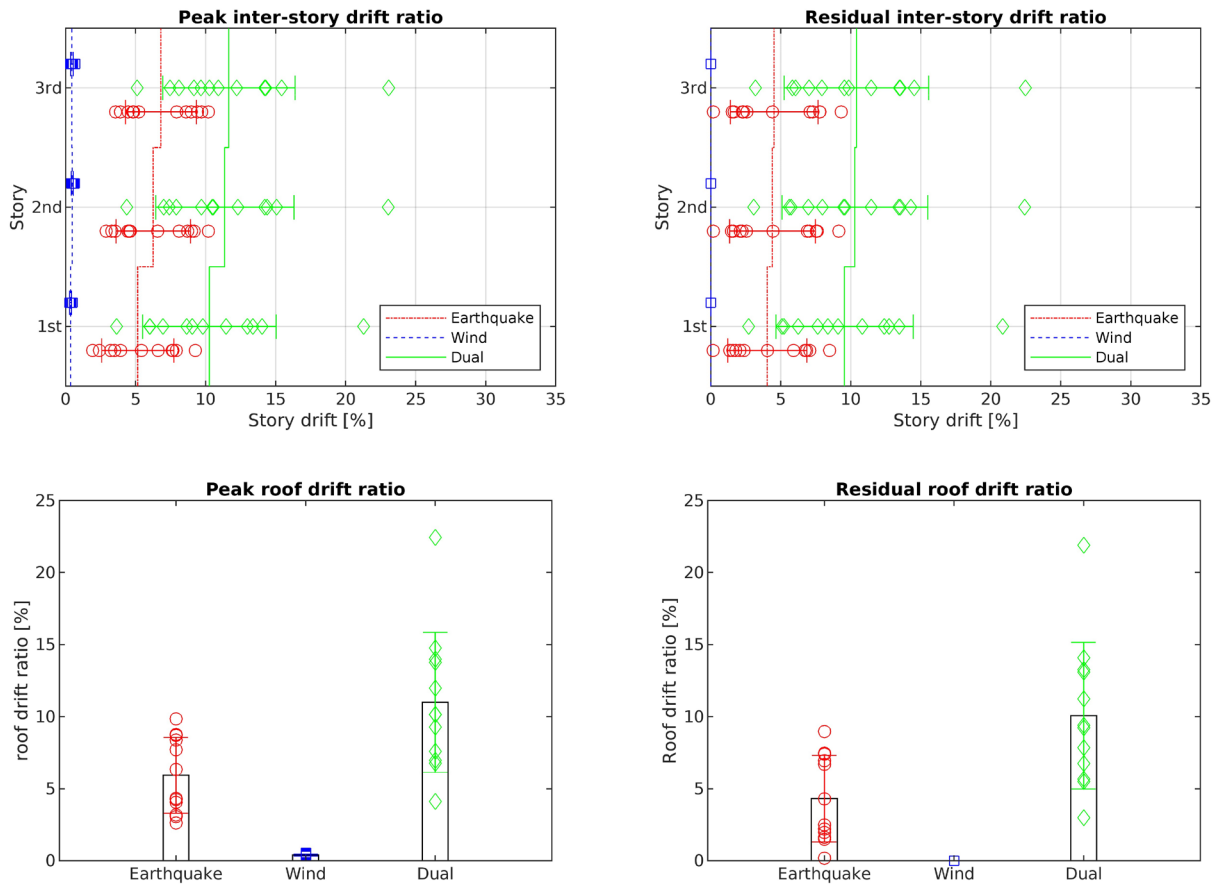 Peak inter-story drift ratio
3rd
2nd
1st
Story
Earthquake
Wind
Dual
0 5 10 15 20 25 30 35
Story drift [%]
Residual inter-story drift ratio
3rd
2nd
1st
Story
Earthquake
Wind
Dual
0 5 10 15 20 25 30 35
Story drift [%]
Peak roof drift ratio
25
20
15
10
5
0
roof drift ratio [%]
Earthquake Wind Dual
Residual roof drift ratio
25
20
15
10
5
0
Roof drift ratio [%]
Earthquake Wind Dual